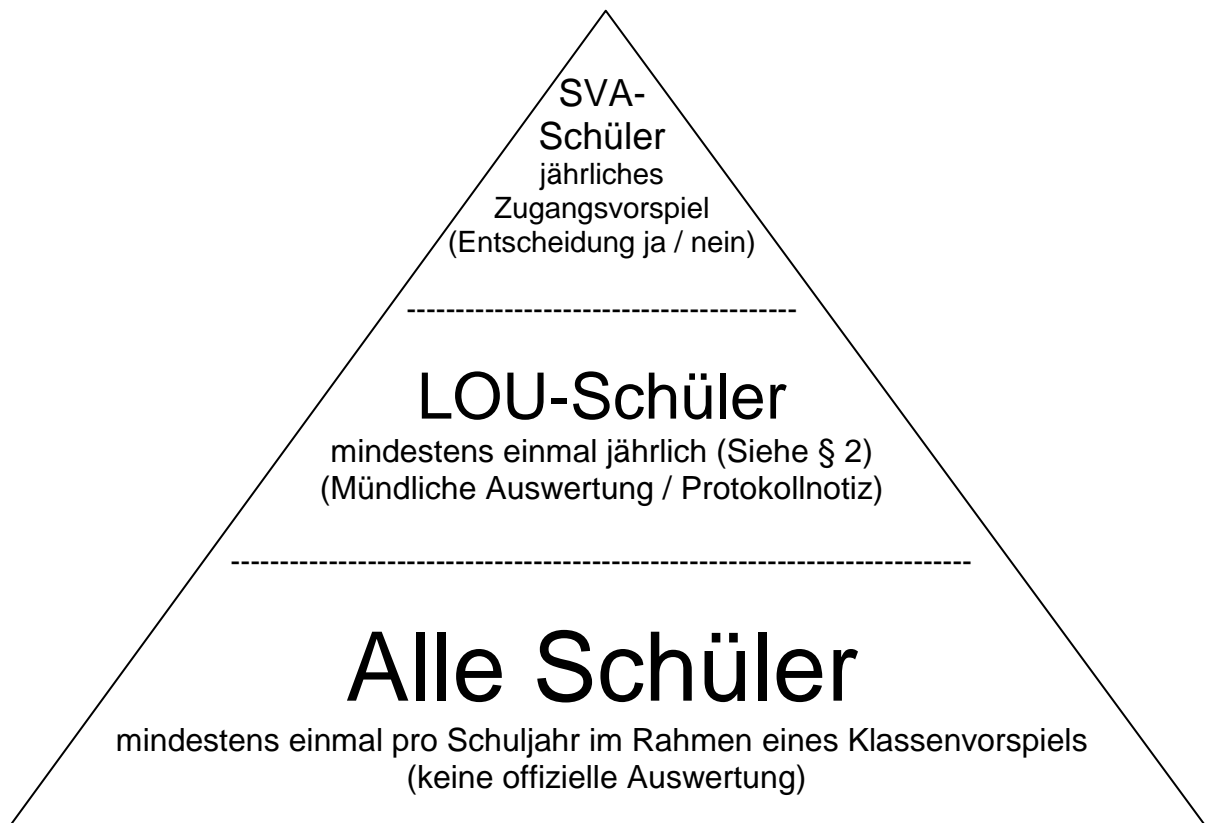 SVA-
Schüler
jährliches
Zugangsvorspiel
(Entscheidung ja / nein)
LOU-Schüler
mindestens einmal jährlich (Siehe § 2)
(Mündliche Auswertung / Protokollnotiz)
Alle Schüler
mindestens einmal pro Schuljahr im Rahmen eines Klassenvorspiels
(keine offizielle Auswertung)